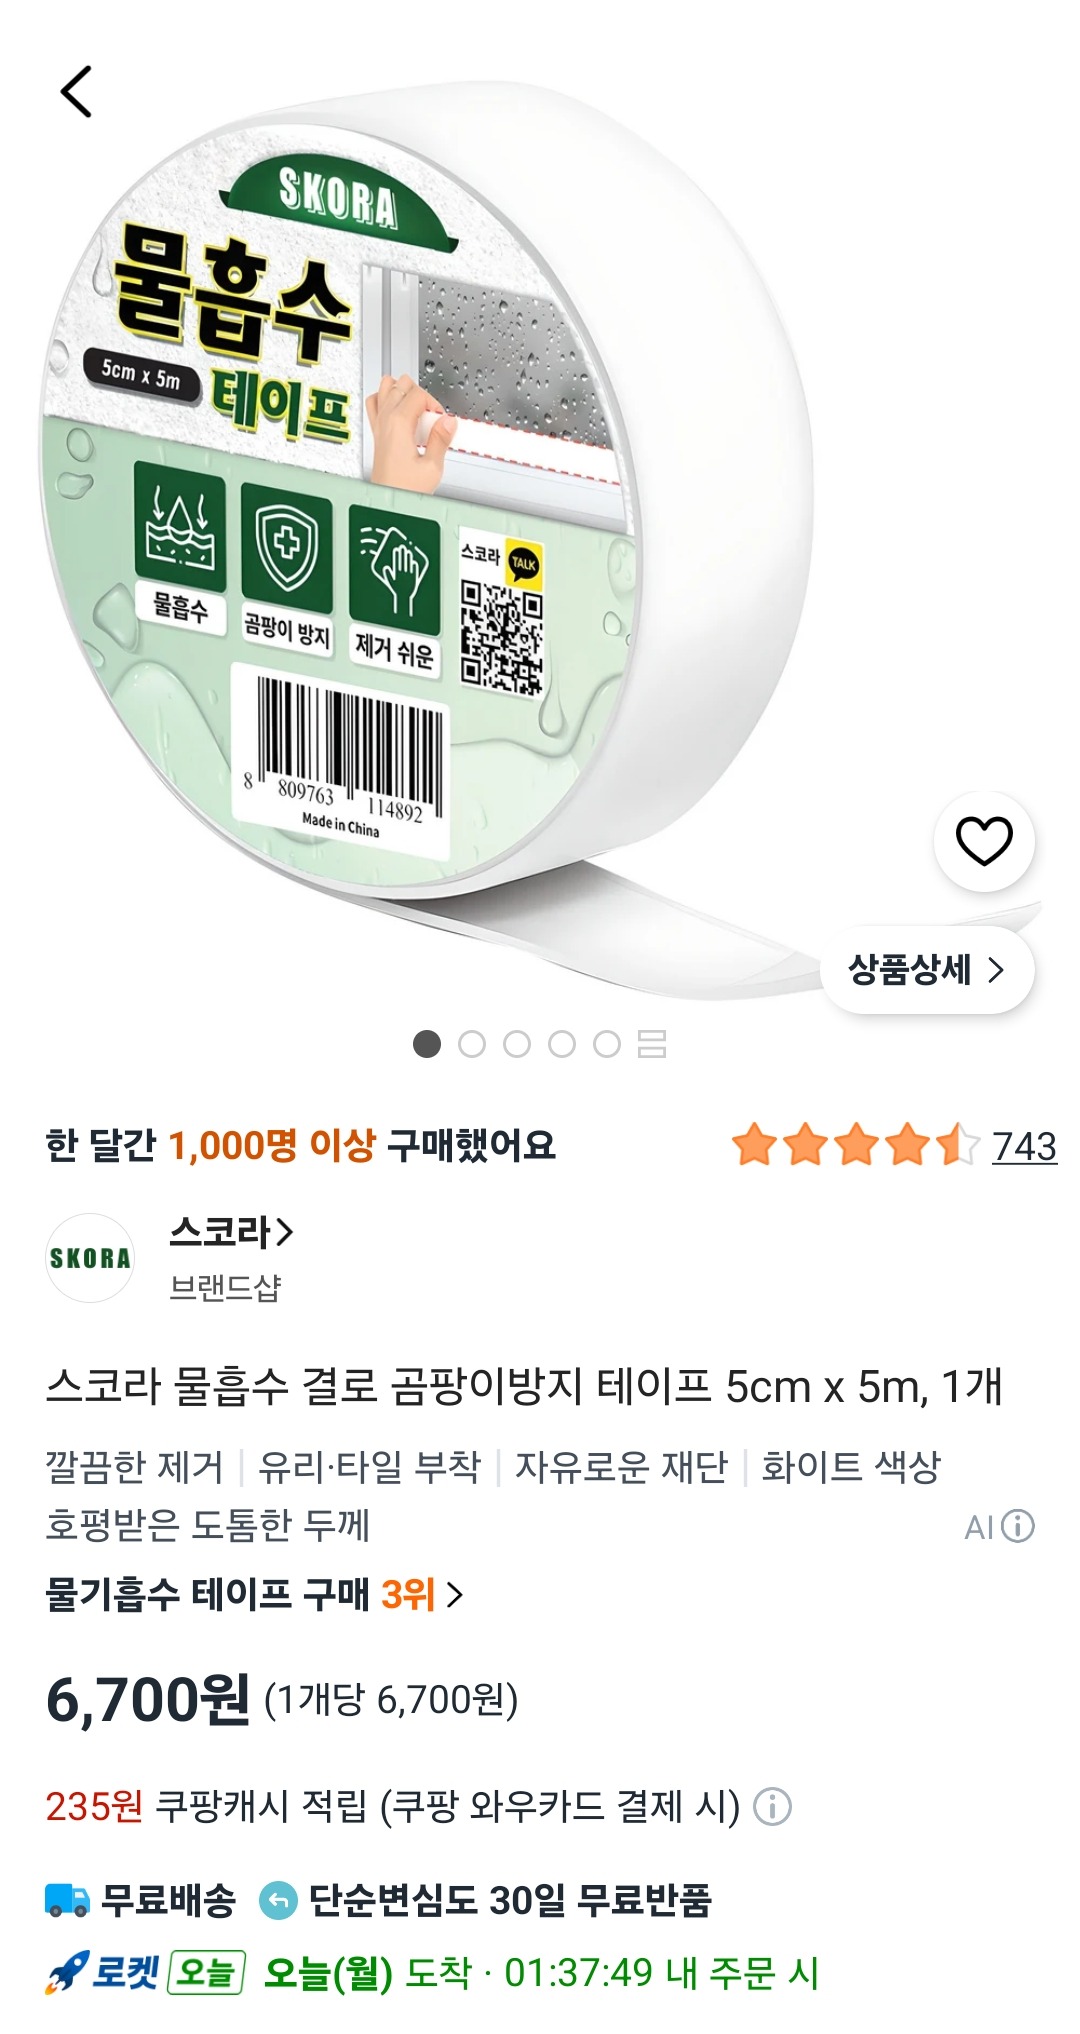 SKORA
물흡수
5cm x 5m
테이프
스코라
TALK
물흡수
곰팡이 방지
제거 쉬운
8 809763 114892
Made in China
상품상세
한 달간 1,000명 이상 구매했어요
743
SKORA
스코라
브랜드샵
스코라 물흡수 결로 곰팡이방지 테이프 5cm x 5m, 1개
깔끔한 제거 | 유리·타일 부착 | 자유로운 재단 | 화이트 색상
호평받은 도톰한 두께
AI
물기흡수 테이프 구매 3위
6,700원 (1개당 6,700원)
235원 쿠팡캐시 적립 (쿠팡 와우카드 결제 시)
무료배송 단순변심도 30일 무료반품
로켓 오늘 오늘(월) 도착 · 01:37:49 내 주문 시